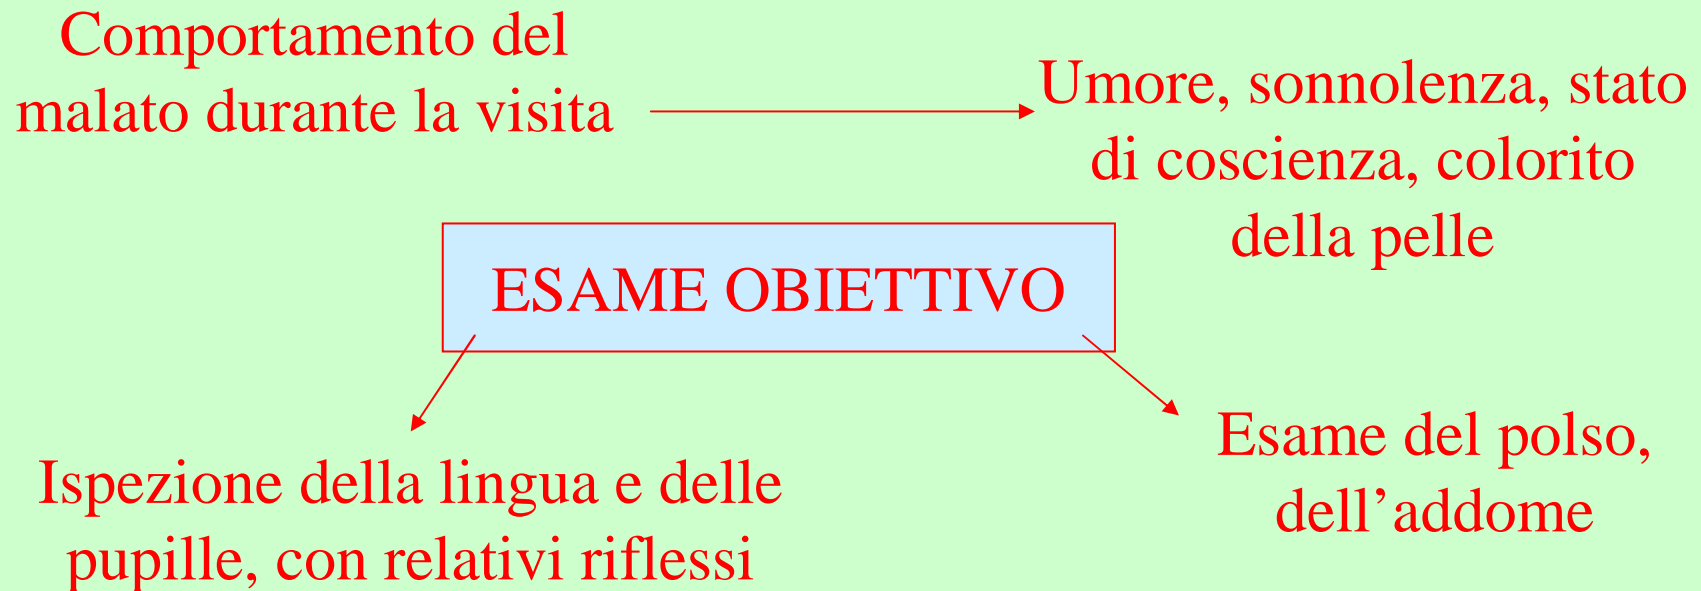 Comportamento del
malato durante la visita
Umore, sonnolenza, stato
di coscienza, colorito
della pelle
ESAME OBIETTIVO
Ispezione della lingua e delle
pupille, con relativi riflessi
Esame del polso,
dell’addome